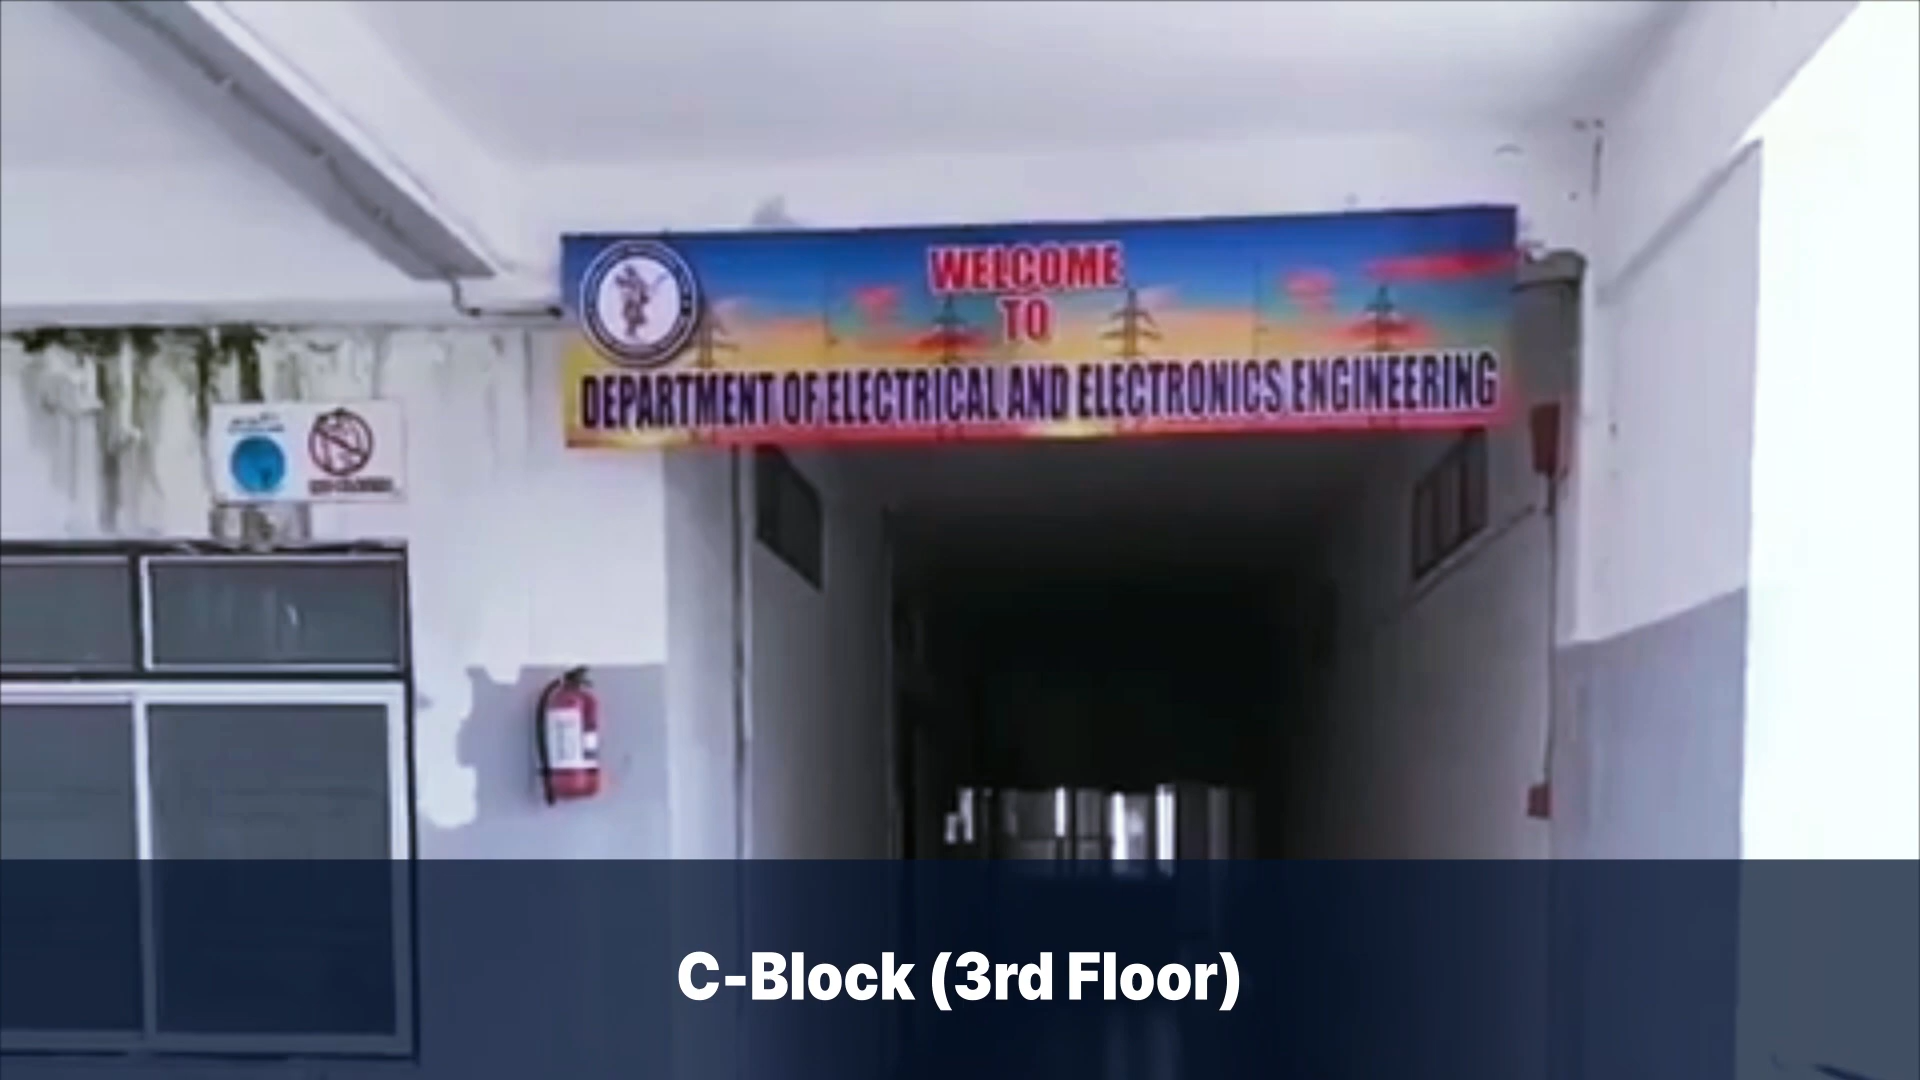 WELCOME
TO
DEPARTMENT OF ELECTRICAL AND ELECTRONICS ENGINEERING
C-Block (3rd Floor)